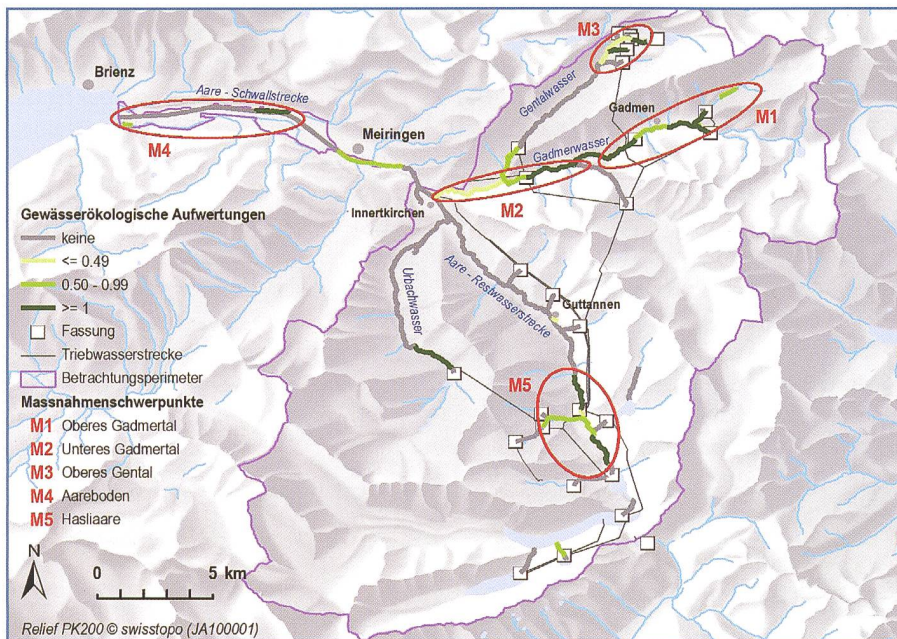 M3
Brienz
Aare - Schwallstrecke
Gentalwasser
Gadmen
M1
Meiringen
M4
Gadmerwasser
M2
Innertkirchen
Gewässerökologische Aufwertungen
keine
<= 0.49
0.50 - 0.99
>= 1
Fassung
Triebwasserstrecke
Betrachtungsperimeter
Urbachwasser
Aare - Restwasserstrecke
Guttannen
M5
Massnahmenschwerpunkte
M1 Oberes Gadmertal
M2 Unteres Gadmertal
M3 Oberes Gental
M4 Aareboden
M5 Hasliaare
N
0 5 km
Relief PK200 © swisstopo (JA100001)